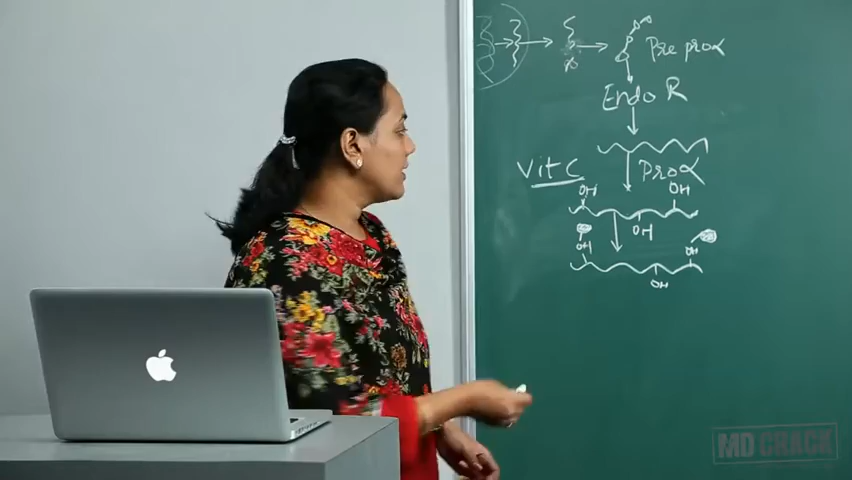 Pre proα
Endo R
Vit C Proα
OH OH
OH
OH OH
OH
MD CRACK